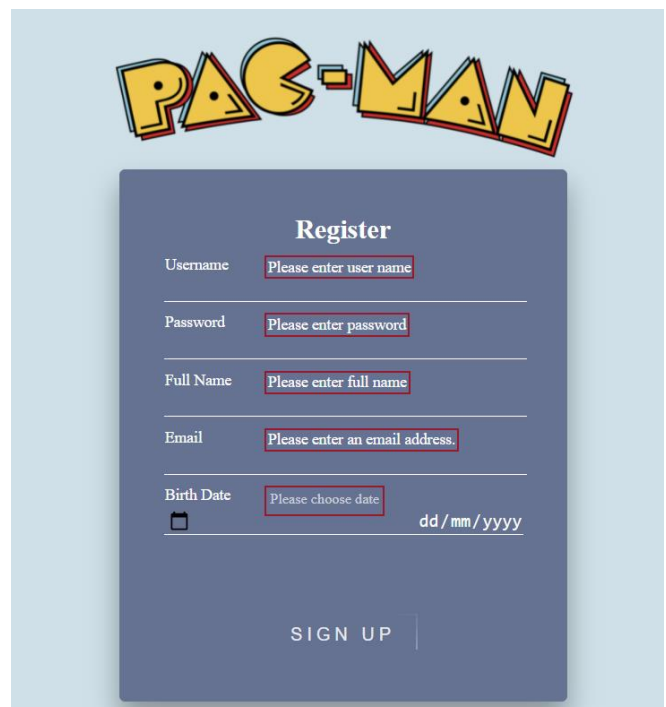 PAC-MAN
Register
Username Please enter user name
Password Please enter password
Full Name Please enter full name
Email Please enter an email address.
Birth Date Please choose date
dd/mm/yyyy
SIGN UP